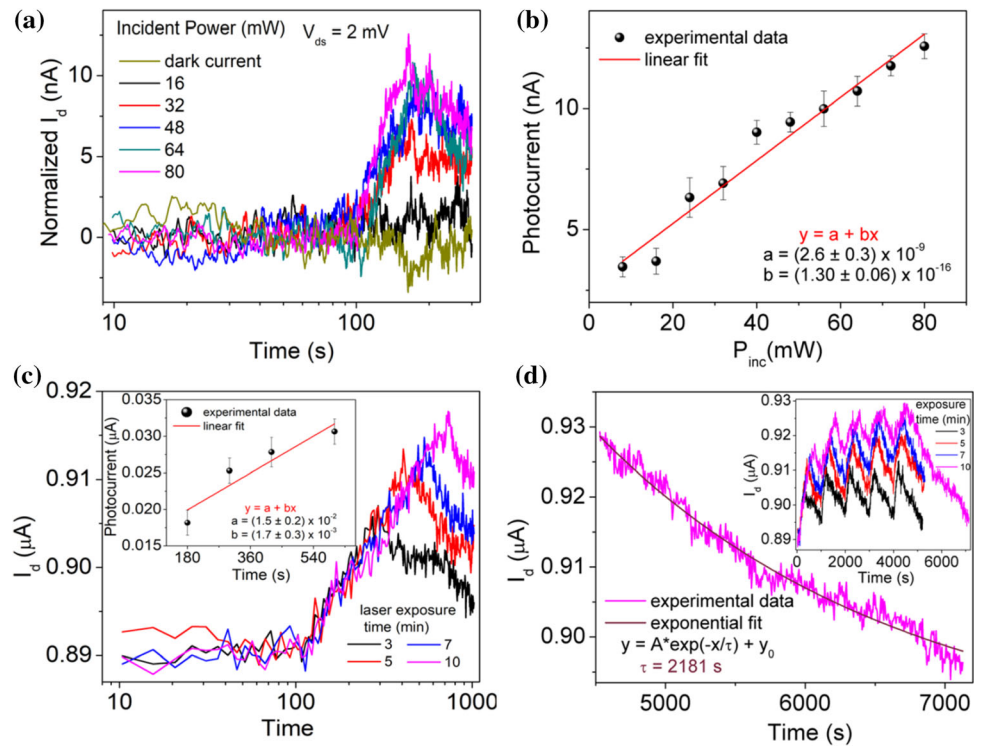 (a)
Incident Power (mW)
V_ds = 2 mV
dark current
16
32
48
64
80
Normalized I_d (nA)
10
5
0
10
100
Time (s)
(b)
experimental data
linear fit
Photocurrent (nA)
10
5
y = a + bx
a = (2.6 ± 0.3) x 10^-9
b = (1.30 ± 0.06) x 10^-16
0
20
40
60
80
P_inc(mW)
(c)
0.92
0.91
0.90
0.89
I_d (µA)
0.035
0.030
0.025
0.020
0.015
Photocurrent (µA)
experimental data
linear fit
y = a + bx
a = (1.5 ± 0.2) x 10^-2
b = (1.7 ± 0.3) x 10^-3
180
360
540
Time (s)
laser exposure
time (min)
3
7
5
10
10
100
1000
Time
(d)
0.93
0.92
0.91
0.90
I_d (µA)
0.93
0.92
0.91
0.90
0.89
I_d (µA)
exposure
time (min)
3
5
7
10
0
2000
4000
6000
Time (s)
experimental data
exponential fit
y = A*exp(-x/τ) + y_0
τ = 2181 s
5000
6000
7000
Time (s)